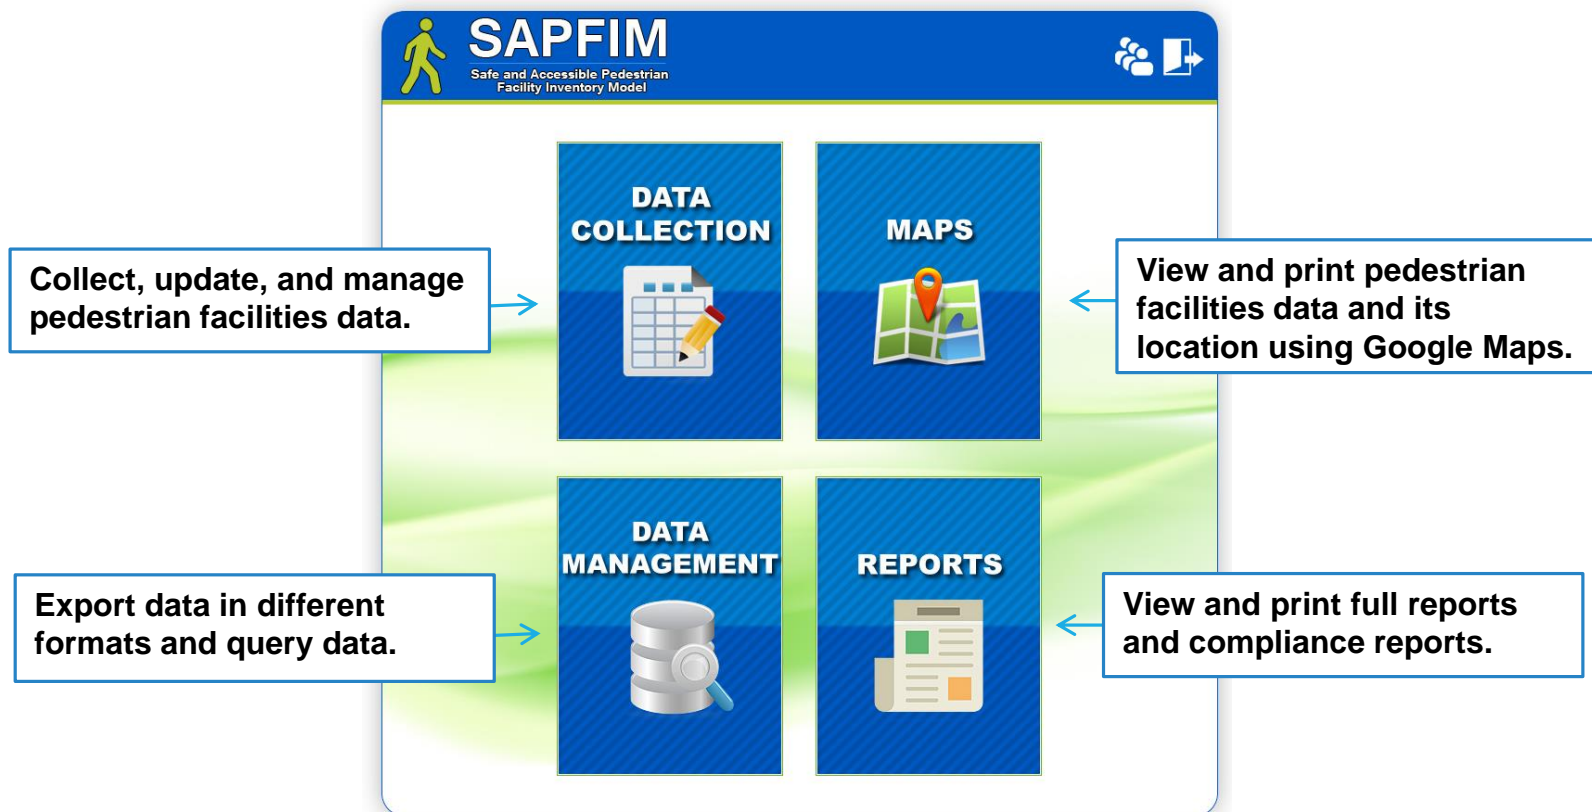 SAPFIM
Safe and Accessible Pedestrian
Facility Inventory Model
DATA
COLLECTION
MAPS
Collect, update, and manage
pedestrian facilities data.
View and print pedestrian
facilities data and its
location using Google Maps.
DATA
MANAGEMENT
REPORTS
Export data in different
formats and query data.
View and print full reports
and compliance reports.